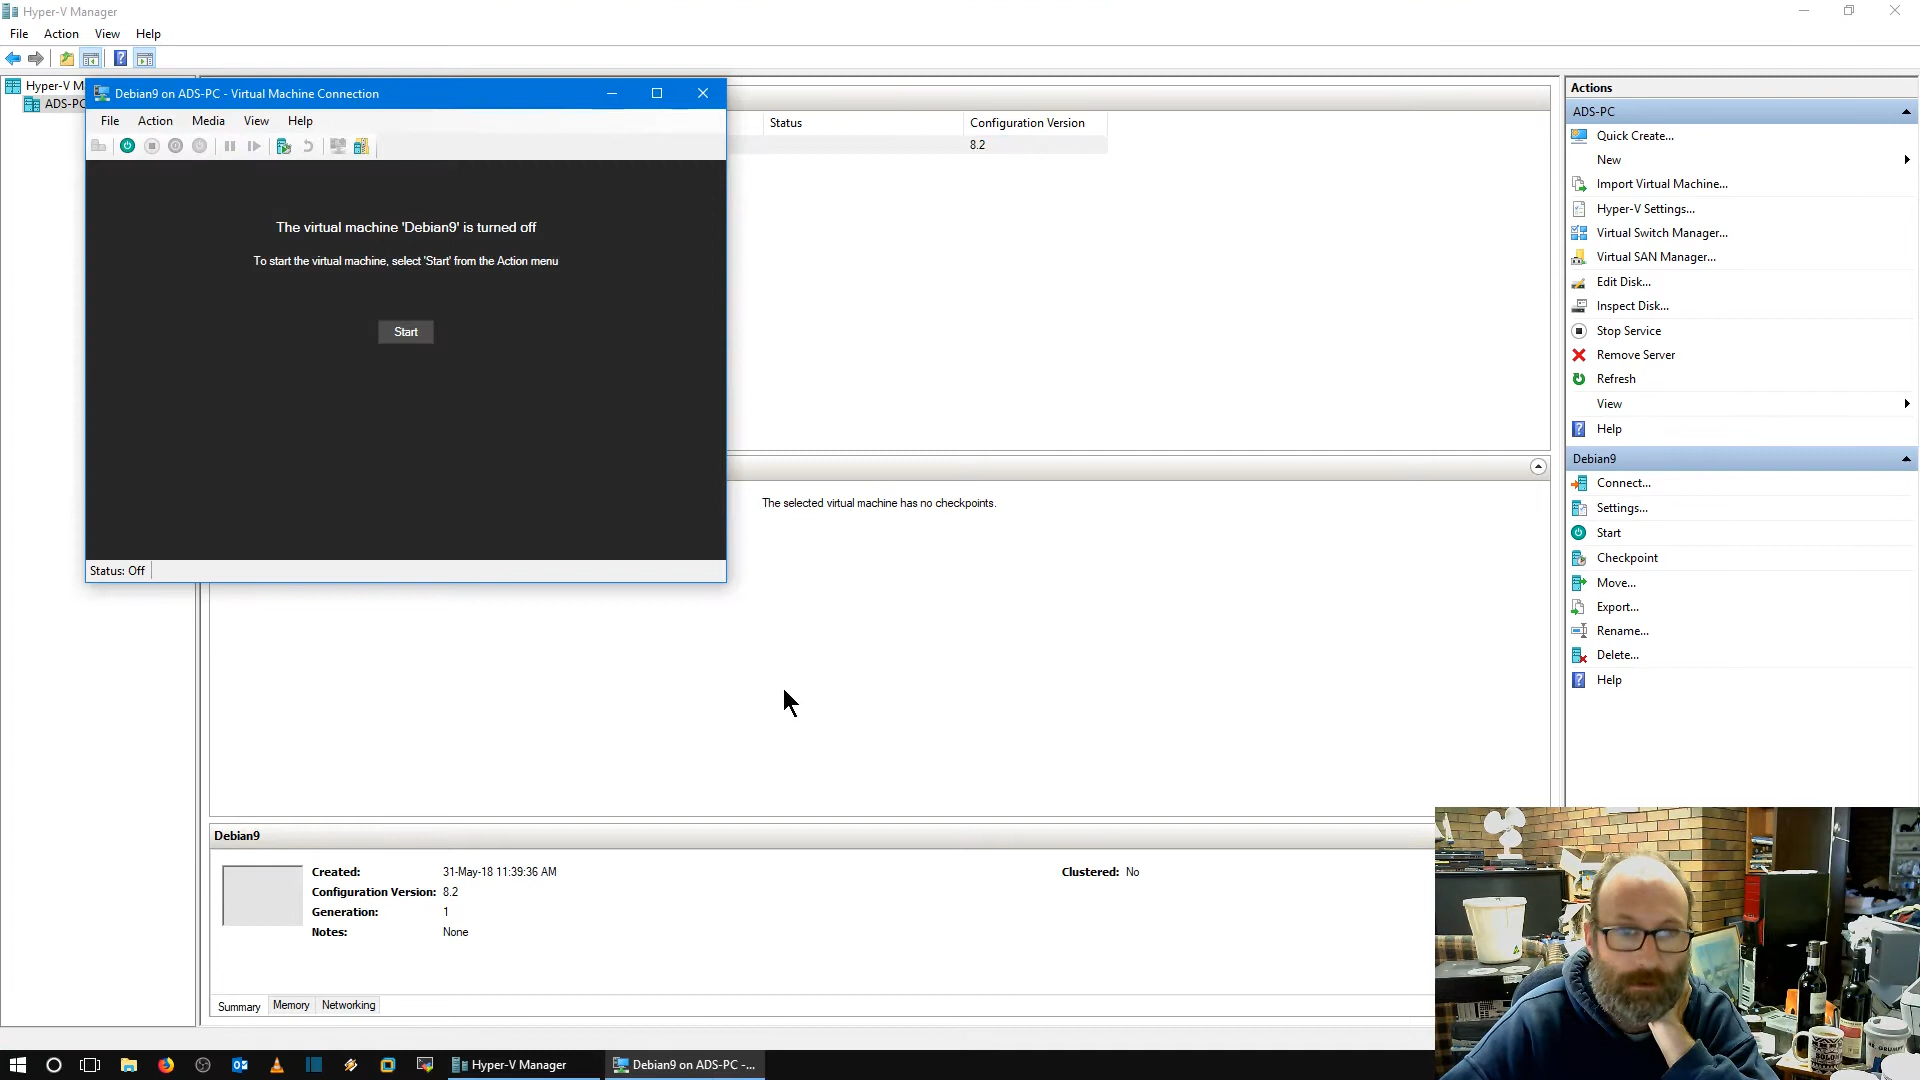 Hyper-V Manager
File Action View Help
Hyper-V M
ADS-PC
Debian9 on ADS-PC - Virtual Machine Connection
File Action Media View Help
The virtual machine 'Debian9' is turned off
To start the virtual machine, select 'Start' from the Action menu
Start
Status: Off
Status Configuration Version
8.2
The selected virtual machine has no checkpoints.
Debian9
Created: 31-May-18 11:39:36 AM Clustered: No
Configuration Version: 8.2
Generation: 1
Notes: None
Summary Memory Networking
Actions
ADS-PC
Quick Create...
New
Import Virtual Machine...
Hyper-V Settings...
Virtual Switch Manager...
Virtual SAN Manager...
Edit Disk...
Inspect Disk...
Stop Service
Remove Server
Refresh
View
Help
Debian9
Connect...
Settings...
Start
Checkpoint
Move...
Export...
Rename...
Delete...
Help
Hyper-V Manager
Debian9 on ADS-PC -...